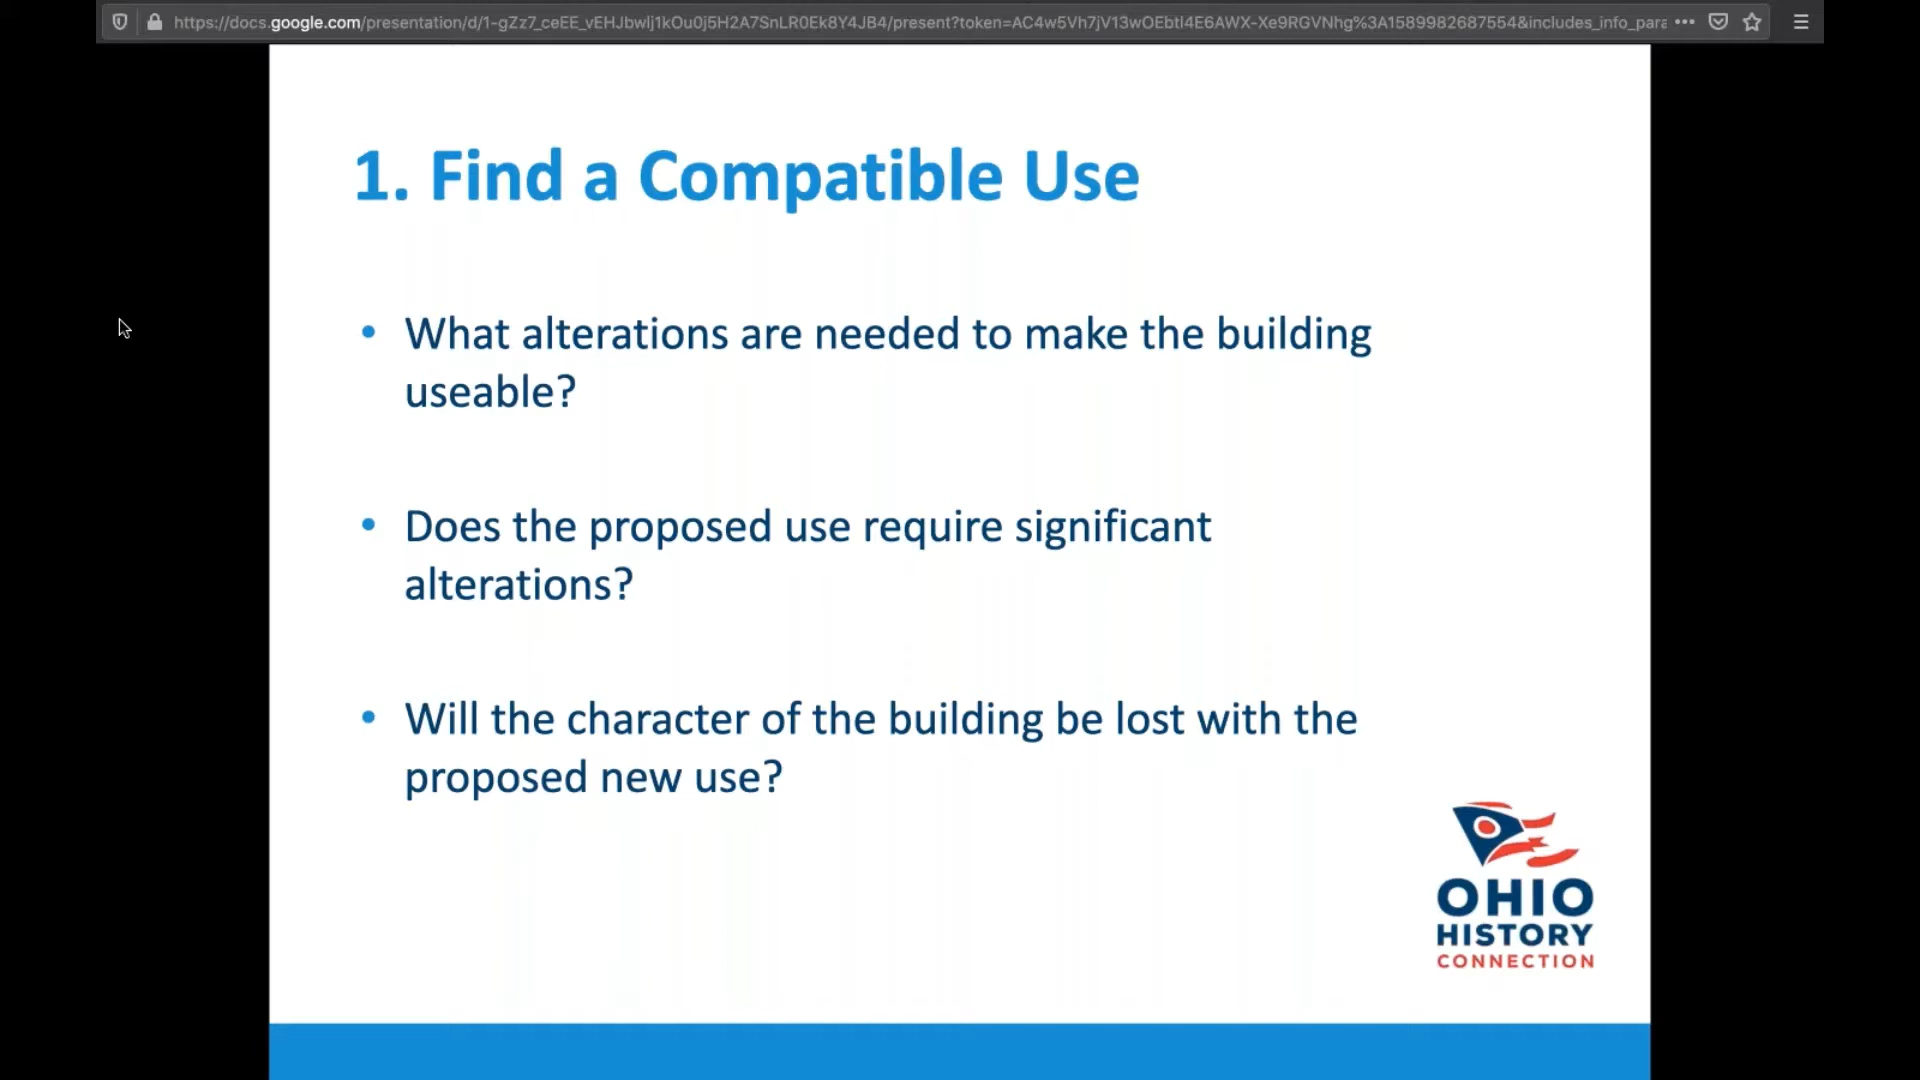 https://docs.google.com/presentation/d/1-gZz7_ceEE_vEHJbwlj1kOu0j5H2A7SnLR0Ek8Y4JB4/present?token=AC4w5Vh7jV13wOEbtI4E6AWX-Xe9RGVNhg%3A1589982687554&includes_info_para
1. Find a Compatible Use
• What alterations are needed to make the building
useable?
• Does the proposed use require significant
alterations?
• Will the character of the building be lost with the
proposed new use?
OHIO
HISTORY
CONNECTION